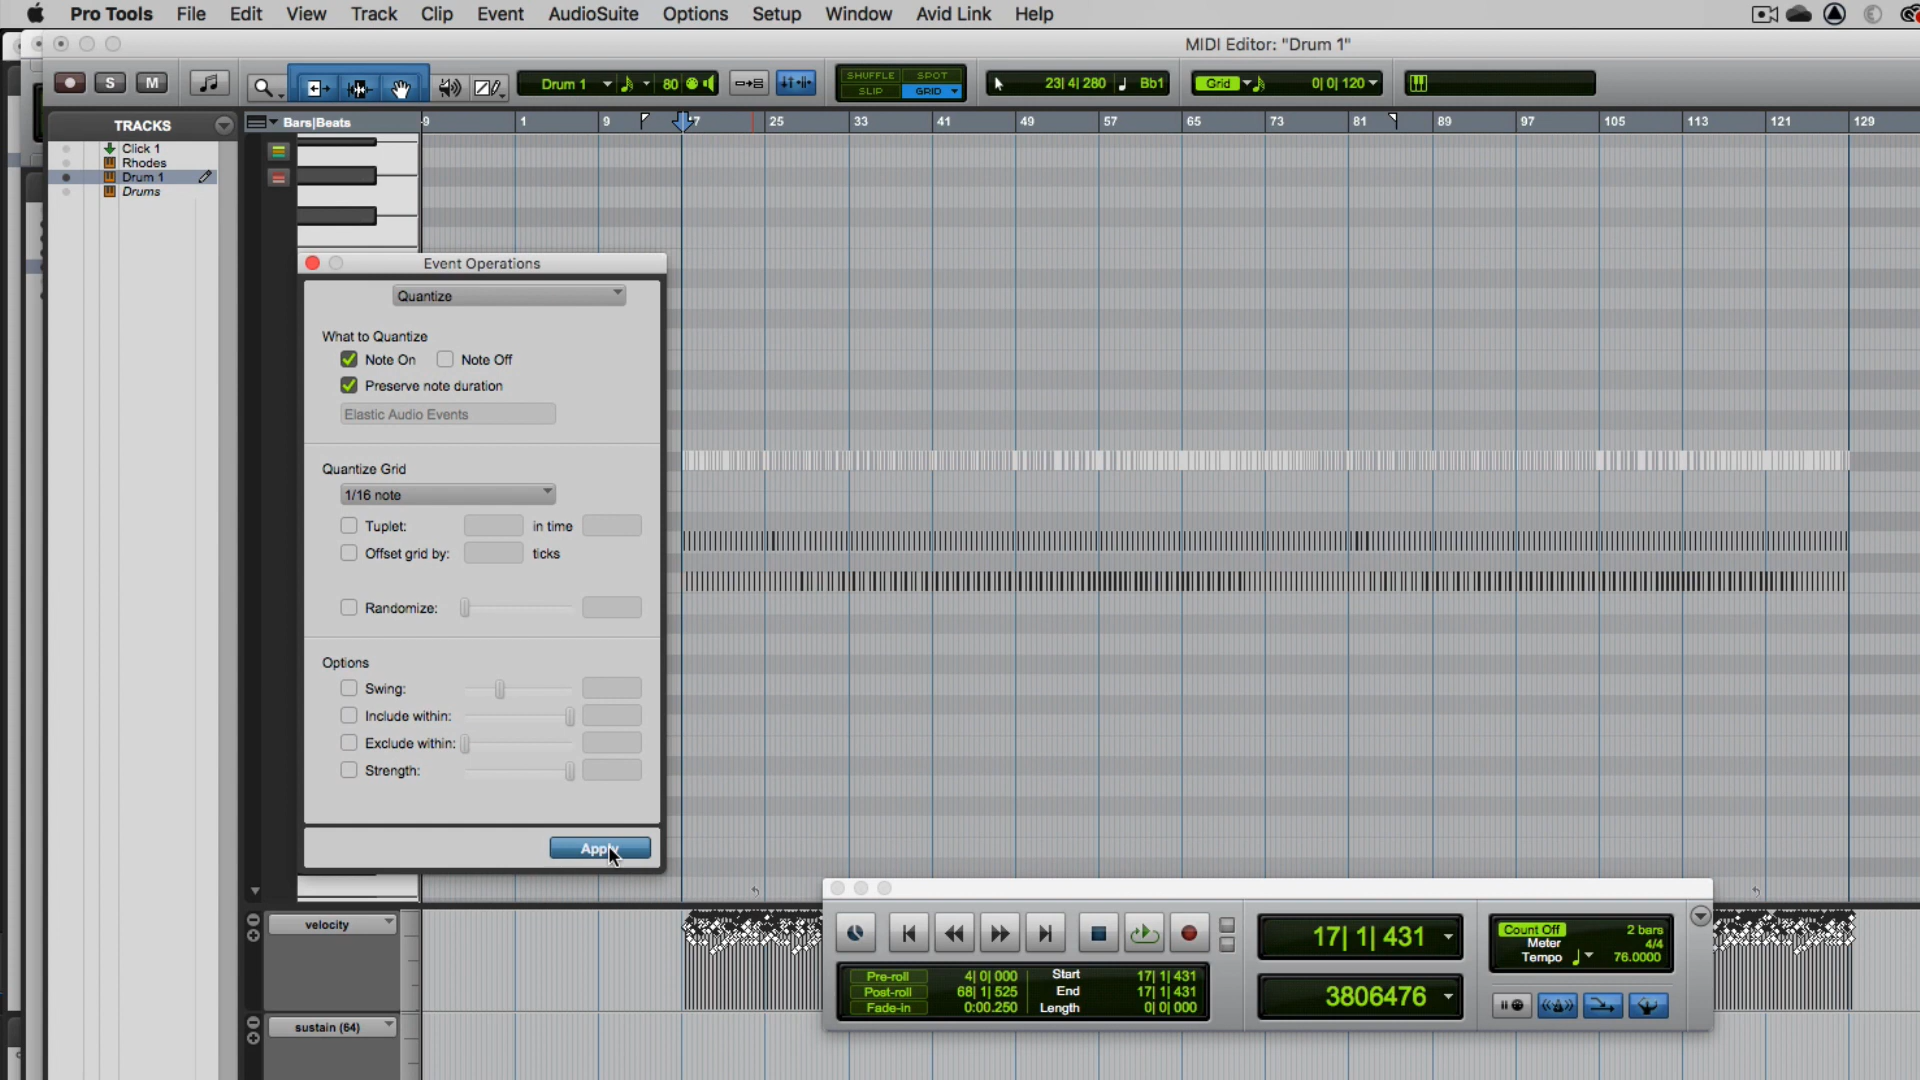 Pro Tools File Edit View Track Clip Event AudioSuite Options Setup Window Avid Link Help
MIDI Editor: "Drum 1"
S M Drum 1 80 SHUFFLE SPOT 23| 4| 280 Bb1 Grid 0| 0| 120
SLIP GRID
TRACKS
Bars|Beats -9 1 9 17 25 33 41 49 57 65 73 81 89 97 105 113 121 129
Click 1
Rhodes
Drum 1
Drums
Event Operations
Quantize
What to Quantize
Note On Note Off
Preserve note duration
Elastic Audio Events
Quantize Grid
1/16 note
Tuplet: in time
Offset grid by: ticks
Randomize:
Options
Swing:
Include within:
Exclude within:
Strength:
Apply
velocity
sustain (64)
Pre-roll 4| 0| 000 Start 17| 1| 431
Post-roll 68| 1| 525 End 17| 1| 431
Fade-in 0:00.250 Length 0| 0| 000
17| 1| 431
3806476
Count Off 2 bars
Meter 4/4
Tempo 76.0000